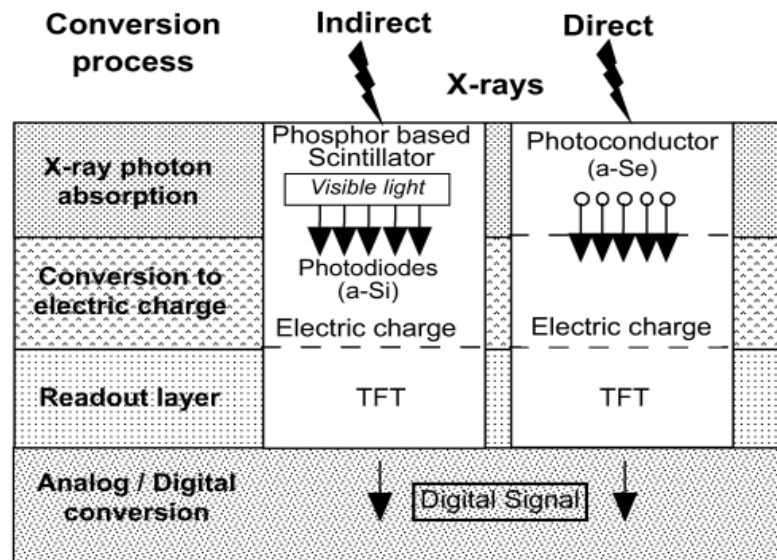 Conversion
process
Indirect
Direct
X-rays
X-ray photon
absorption
Phosphor based
Scintillator
Visible light
Photoconductor
(a-Se)
Conversion to
electric charge
Photodiodes
(a-Si)
Electric charge
Electric charge
Readout layer
TFT
TFT
Analog / Digital
conversion
Digital Signal